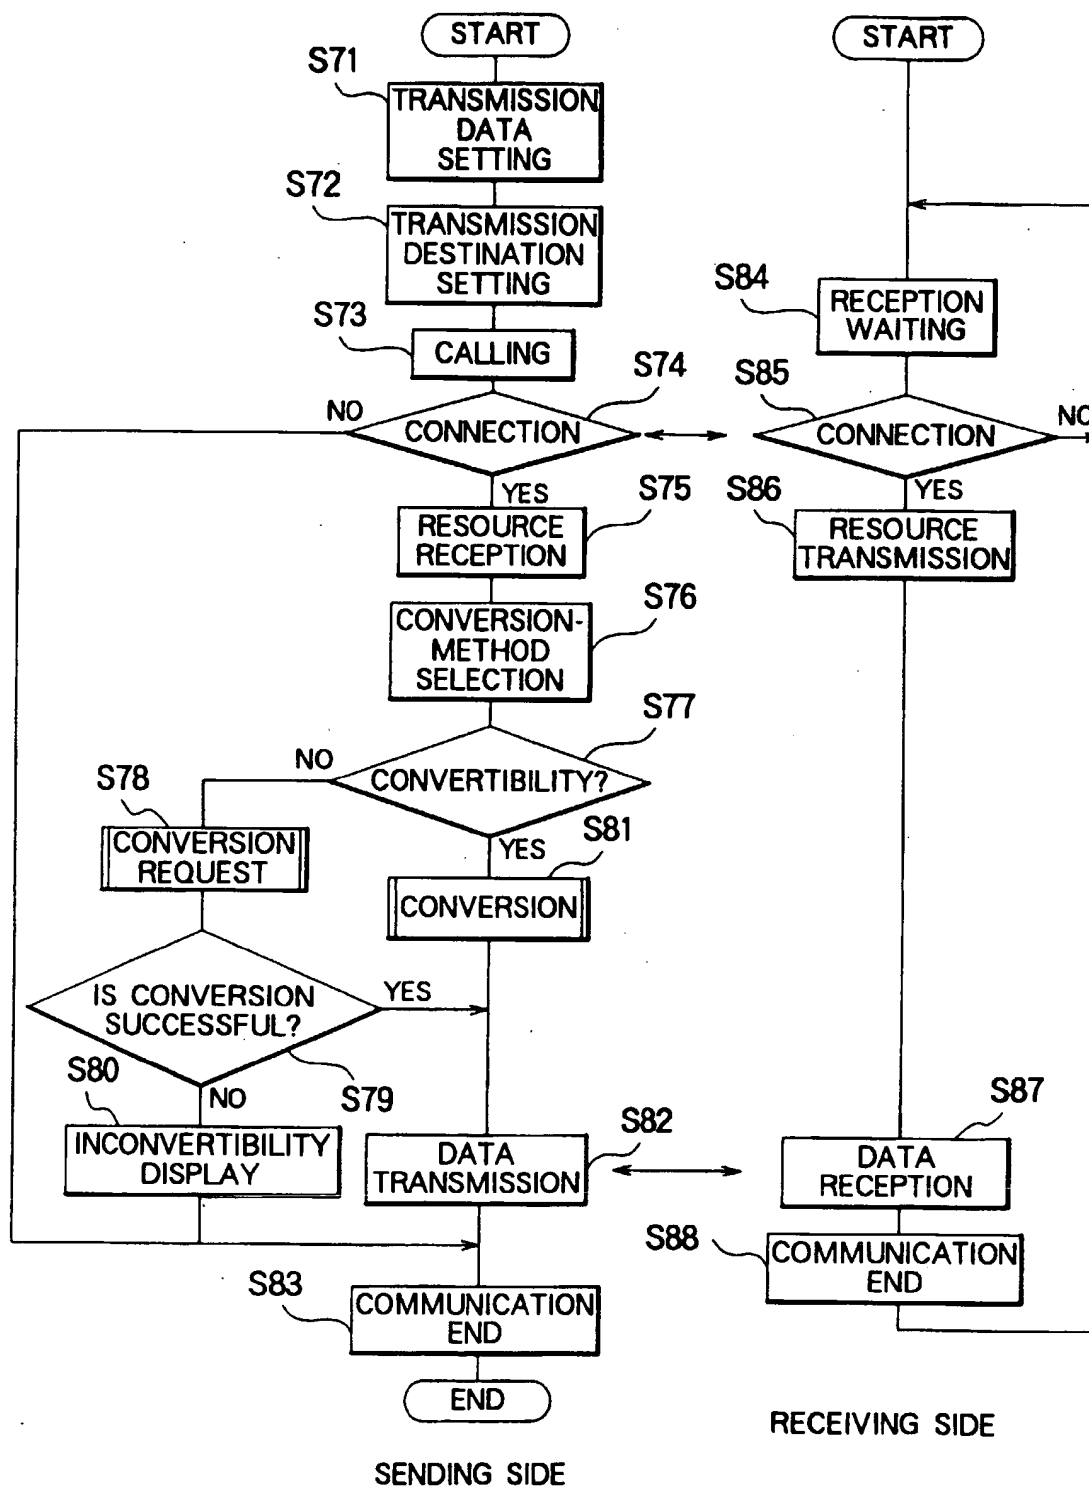 START
S71
TRANSMISSION
DATA
SETTING
S72
TRANSMISSION
DESTINATION
SETTING
S73
CALLING
S74
NO
CONNECTION
YES
S75
RESOURCE
RECEPTION
S76
CONVERSION-
METHOD
SELECTION
S77
NO
CONVERTIBILITY?
YES
S78
CONVERSION
REQUEST
S81
CONVERSION
IS CONVERSION
SUCCESSFUL?
YES
S79
NO
S80
INCONVERTIBILITY
DISPLAY
S82
DATA
TRANSMISSION
S83
COMMUNICATION
END
END
SENDING SIDE
START
S84
RECEPTION
WAITING
S85
CONNECTION
NO
YES
S86
RESOURCE
TRANSMISSION
S87
DATA
RECEPTION
S88
COMMUNICATION
END
RECEIVING SIDE